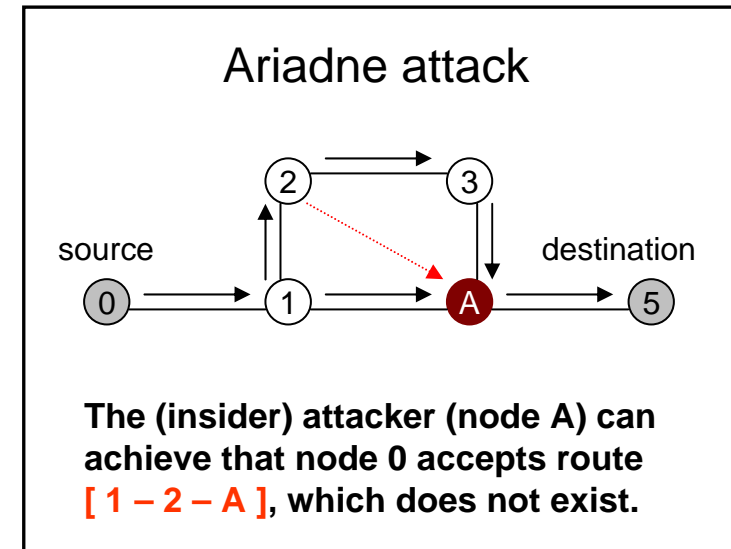 Ariadne attack
2 3
source destination
0 1 A 5
The (insider) attacker (node A) can
achieve that node 0 accepts route
[ 1 – 2 – A ], which does not exist.